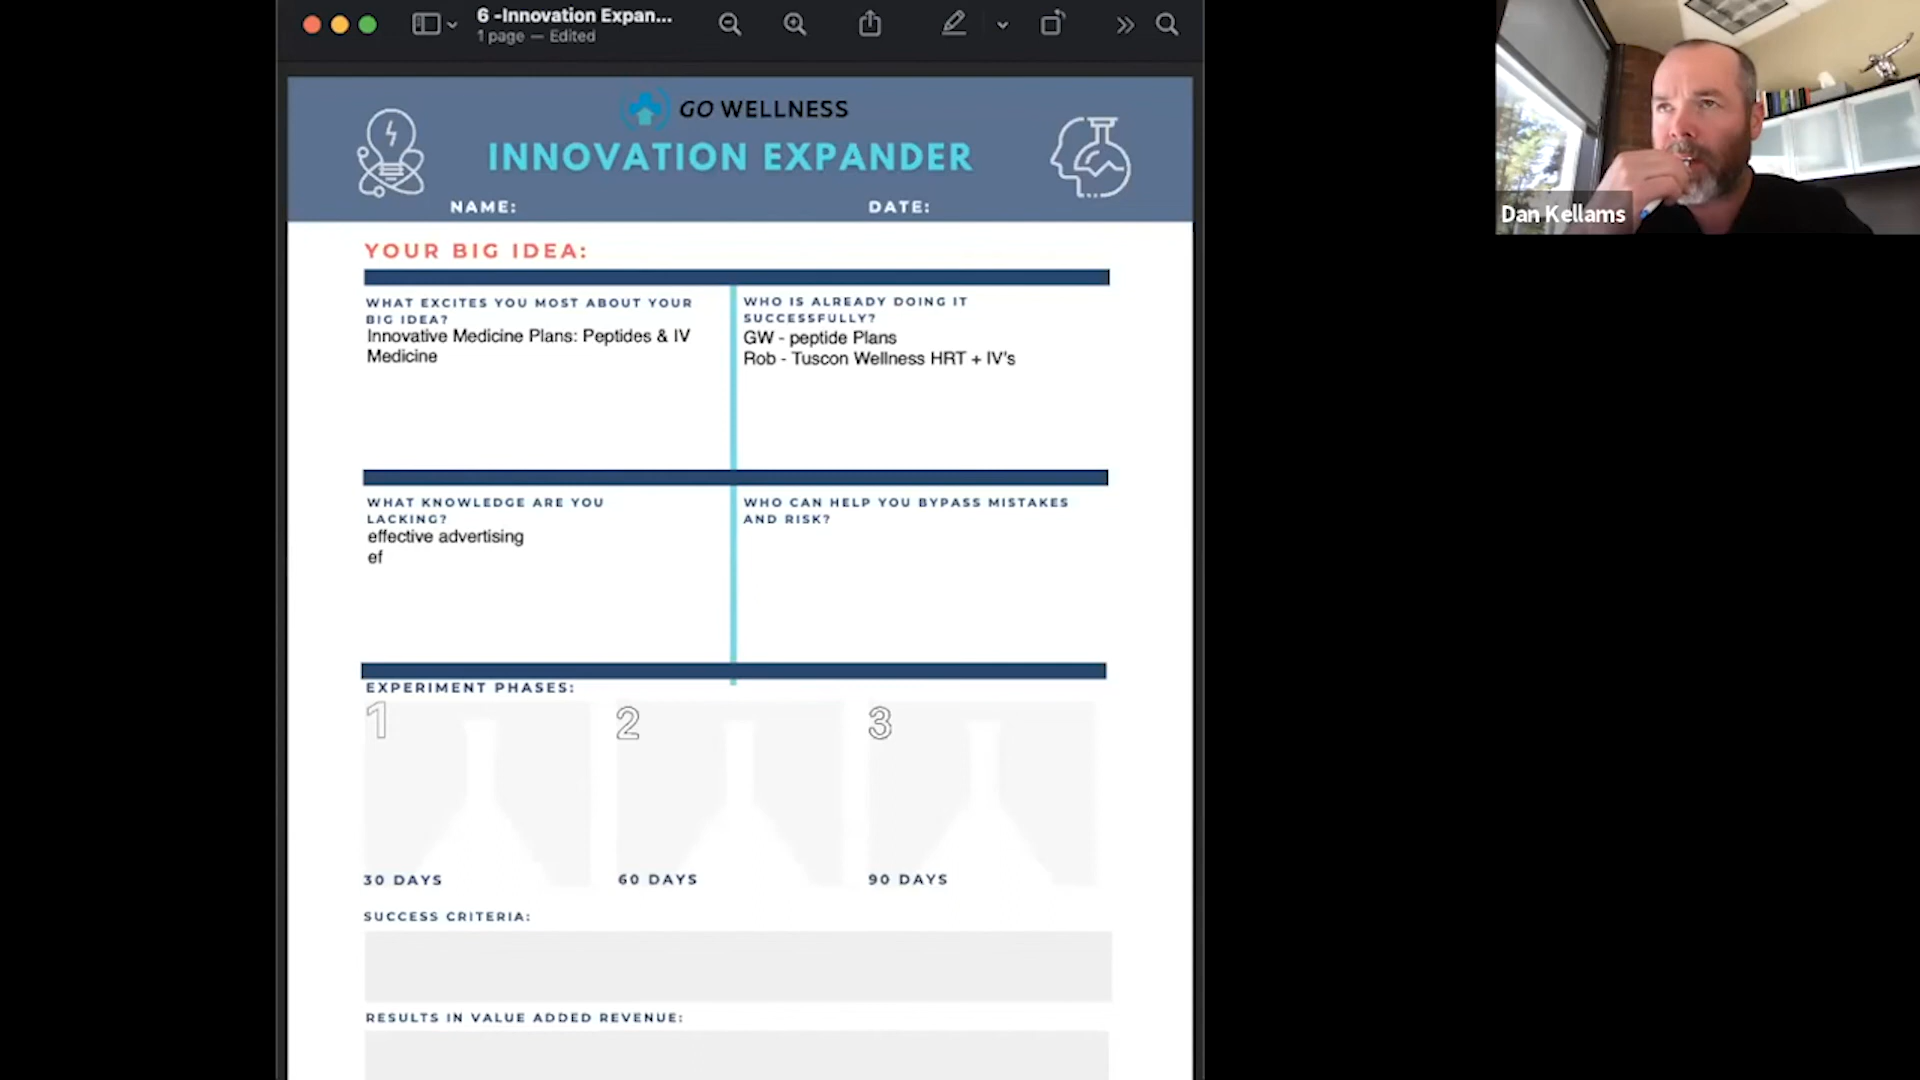 6 -Innovation Expan...
1 page — Edited
GO WELLNESS
INNOVATION EXPANDER
NAME:
DATE:
YOUR BIG IDEA:
WHAT EXCITES YOU MOST ABOUT YOUR
BIG IDEA?
Innovative Medicine Plans: Peptides & IV
Medicine
WHO IS ALREADY DOING IT
SUCCESSFULLY?
GW - peptide Plans
Rob - Tuscon Wellness HRT + IV's
WHAT KNOWLEDGE ARE YOU
LACKING?
effective advertising
ef
WHO CAN HELP YOU BYPASS MISTAKES
AND RISK?
EXPERIMENT PHASES:
1
2
3
30 DAYS
60 DAYS
90 DAYS
SUCCESS CRITERIA:
RESULTS IN VALUE ADDED REVENUE:
Dan Kellams